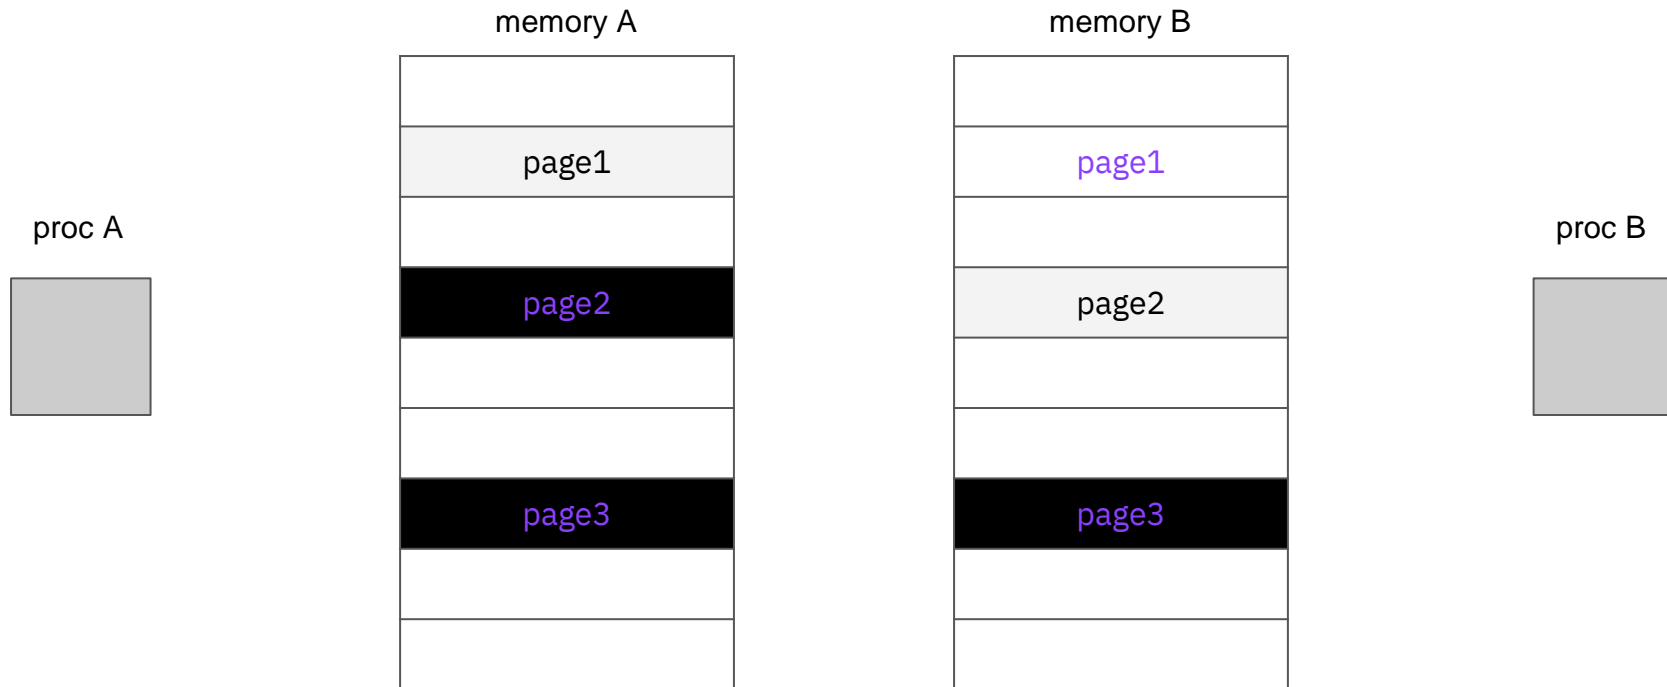 memory A
memory B
page1
page1
proc A
proc B
page2
page2
page3
page3